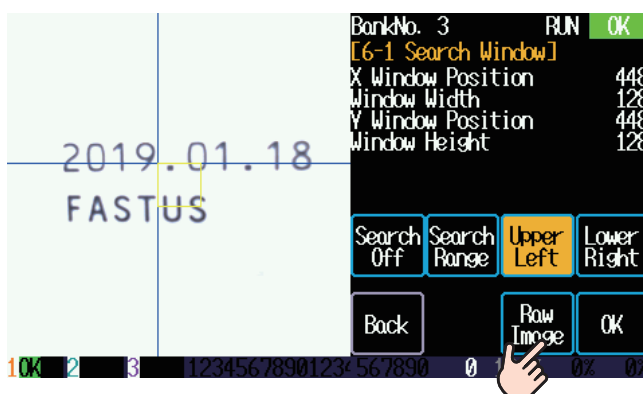 BankNo. 3 RUN OK
[6-1 Search Window]
X Window Position 448
Window Width 128
Y Window Position 448
Window Height 128
2019.01.18
FASTUS
Search Off
Search Range
Upper Left
Lower Right
Back
Raw Image
OK
1 OK 2 3 1234567890123 567890 0 0% 0%